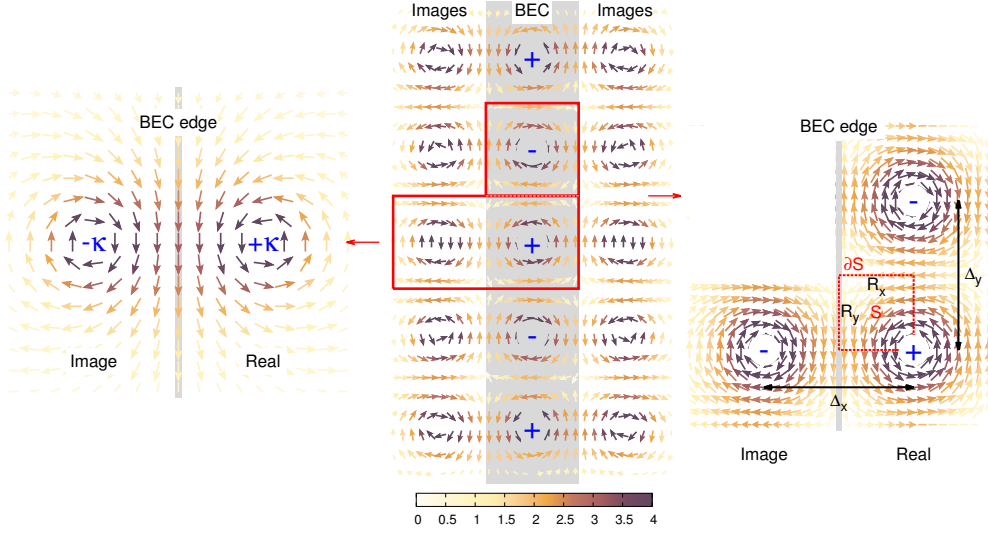 BEC edge
-κ
+κ
Image
Real
Images
BEC
Images
+
-
+
-
+
0
0.5
1
1.5
2
2.5
3
3.5
4
BEC edge
-
∂S
Rx
Ry
S
Δy
-
+
Δx
Image
Real